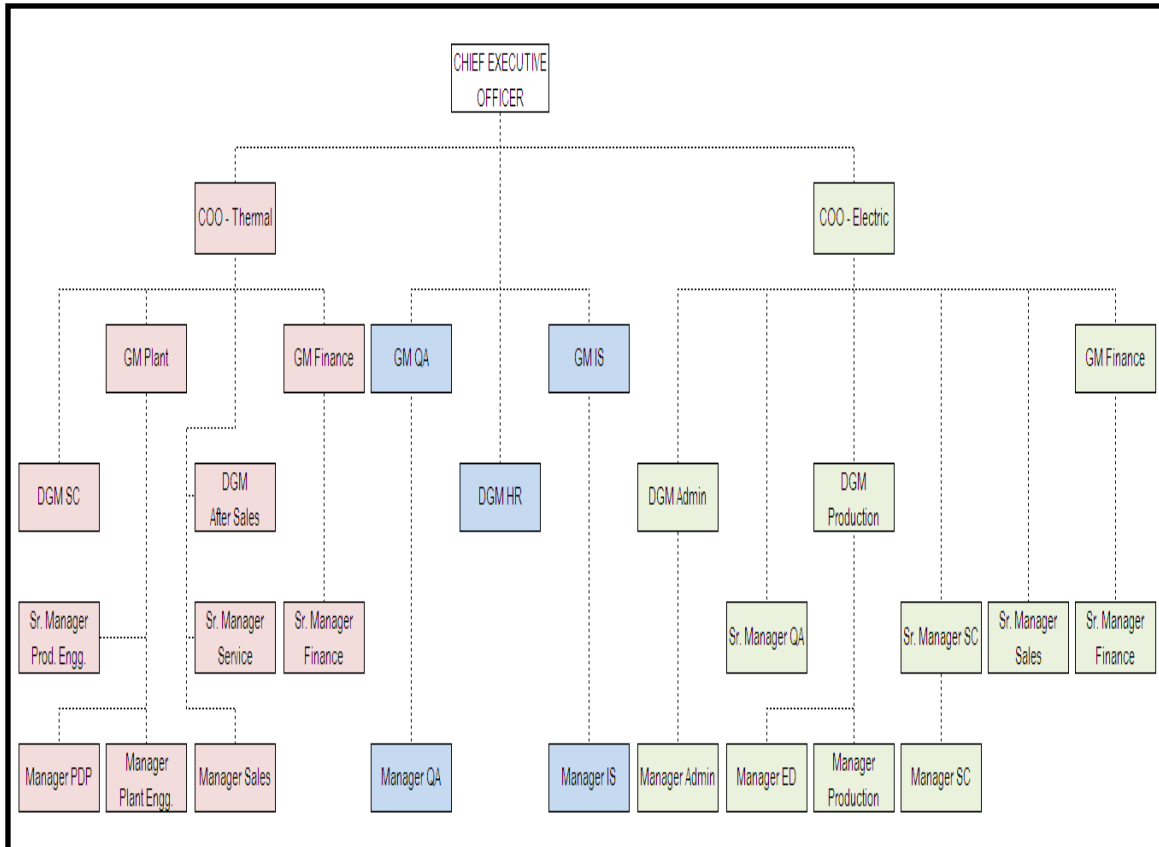 CHIEF EXECUTIVE
OFFICER
COO - Thermal
COO - Electric
GM Plant
GM Finance
GM QA
GM IS
GM Finance
DGM SC
DGM
After Sales
DGM HR
DGM Admin
DGM
Production
Sr. Manager
Prod. Engg.
Sr. Manager
Service
Sr. Manager
Finance
Sr. Manager QA
Sr. Manager SC
Sr. Manager
Sales
Sr. Manager
Finance
Manager PDP
Manager
Plant Engg.
Manager Sales
Manager QA
Manager IS
Manager Admin
Manager ED
Manager
Production
Manager SC